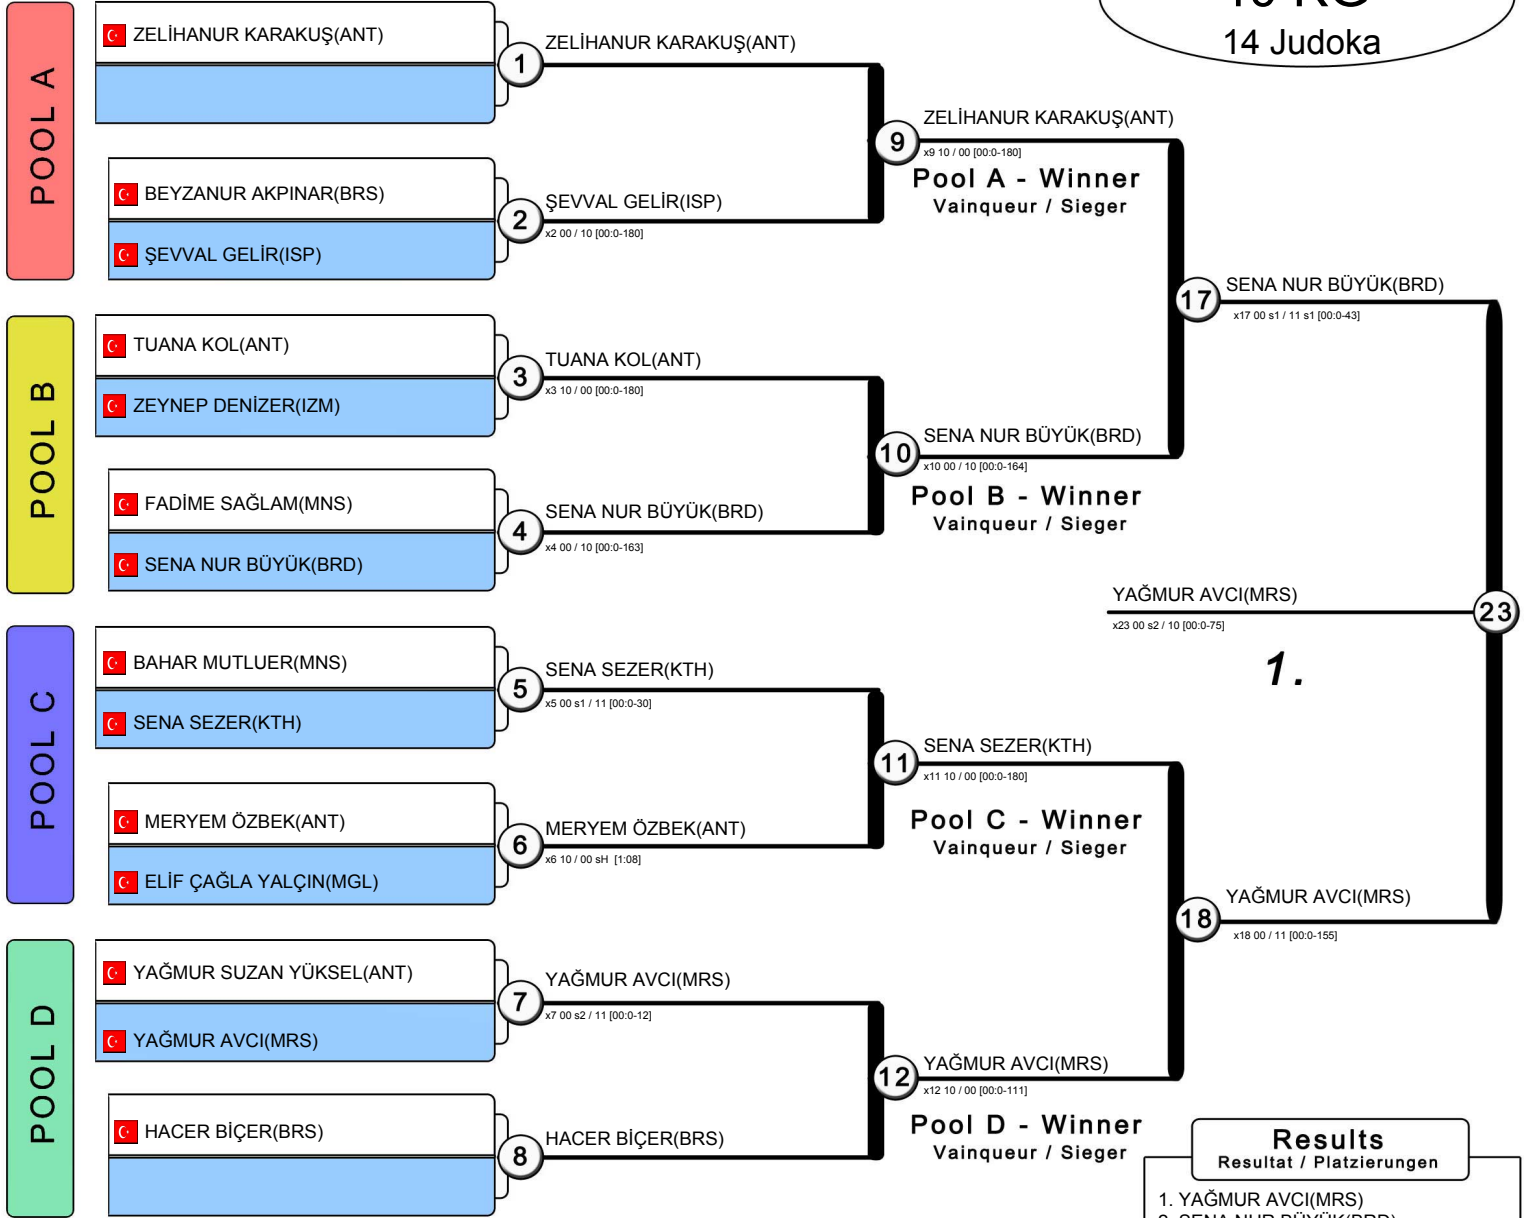 14 Judoka
POOL A
ZELİHANUR KARAKUŞ(ANT)
1
ZELİHANUR KARAKUŞ(ANT)
BEYZANUR AKPINAR(BRS)
ŞEVVAL GELİR(ISP)
2
ŞEVVAL GELİR(ISP)
x2 00 / 10 [00:0-180]
9
ZELİHANUR KARAKUŞ(ANT)
x9 10 / 00 [00:0-180]
Pool A - Winner
Vainqueur / Sieger
POOL B
TUANA KOL(ANT)
ZEYNEP DENİZER(IZM)
3
TUANA KOL(ANT)
x3 10 / 00 [00:0-180]
FADİME SAĞLAM(MNS)
SENA NUR BÜYÜK(BRD)
4
SENA NUR BÜYÜK(BRD)
x4 00 / 10 [00:0-163]
10
SENA NUR BÜYÜK(BRD)
x10 00 / 10 [00:0-164]
Pool B - Winner
Vainqueur / Sieger
17
SENA NUR BÜYÜK(BRD)
x17 00 s1 / 11 s1 [00:0-43]
POOL C
BAHAR MUTLUER(MNS)
SENA SEZER(KTH)
5
SENA SEZER(KTH)
x5 00 s1 / 11 [00:0-30]
MERYEM ÖZBEK(ANT)
ELİF ÇAĞLA YALÇIN(MGL)
6
MERYEM ÖZBEK(ANT)
x6 10 / 00 sH [1:08]
11
SENA SEZER(KTH)
x11 10 / 00 [00:0-180]
Pool C - Winner
Vainqueur / Sieger
POOL D
YAĞMUR SUZAN YÜKSEL(ANT)
YAĞMUR AVCI(MRS)
7
YAĞMUR AVCI(MRS)
x7 00 s2 / 11 [00:0-12]
HACER BİÇER(BRS)
8
HACER BİÇER(BRS)
12
YAĞMUR AVCI(MRS)
x12 10 / 00 [00:0-111]
Pool D - Winner
Vainqueur / Sieger
18
YAĞMUR AVCI(MRS)
x18 00 / 11 [00:0-155]
YAĞMUR AVCI(MRS)
23
x23 00 s2 / 10 [00:0-75]
1.
Results
Resultat / Platzierungen
1. YAĞMUR AVCI(MRS)
2. SENA NUR BÜYÜK(BRD)